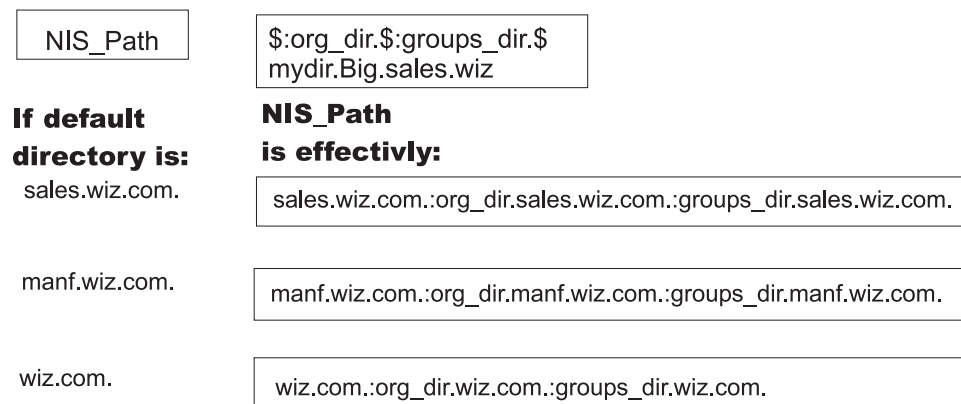 NIS_Path
$:org_dir.$:groups_dir.$
mydir.Big.sales.wiz
If default
directory is:
NIS_Path
is effectivly:
sales.wiz.com.
sales.wiz.com.:org_dir.sales.wiz.com.:groups_dir.sales.wiz.com.
manf.wiz.com.
manf.wiz.com.:org_dir.manf.wiz.com.:groups_dir.manf.wiz.com.
wiz.com.
wiz.com.:org_dir.wiz.com.:groups_dir.wiz.com.